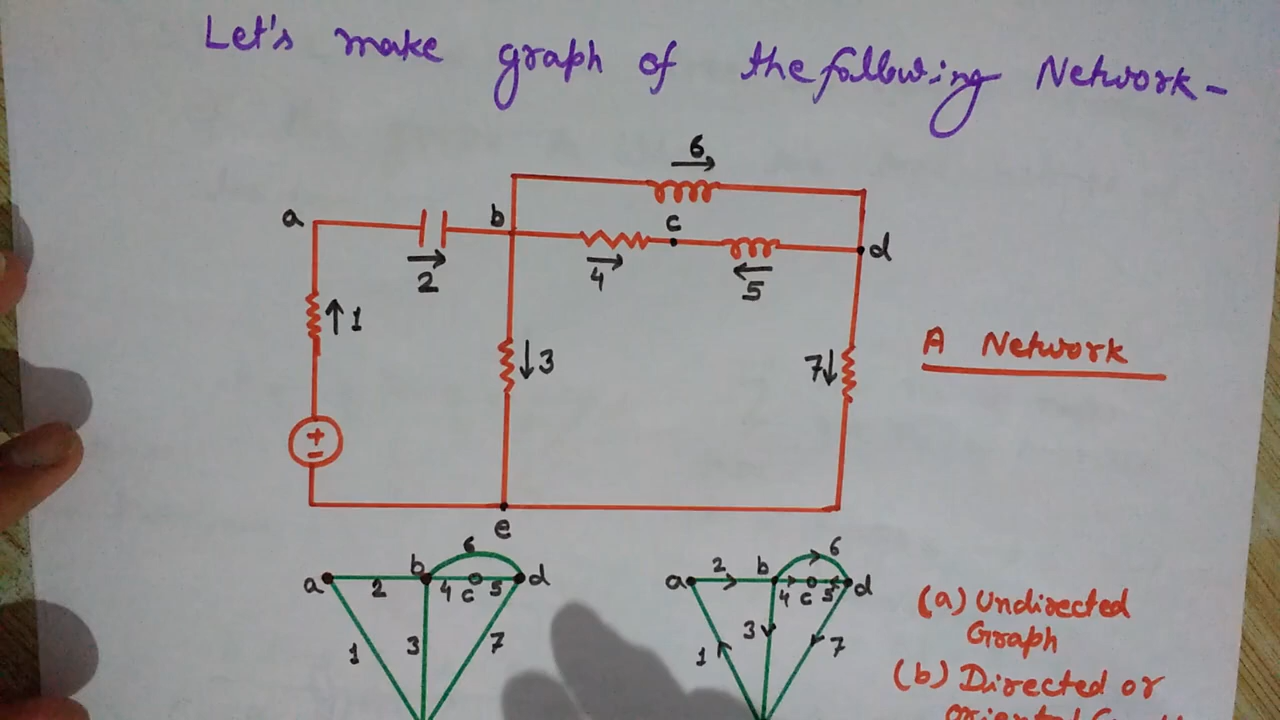 Let's make graph of the following Network -
6
a
b
c
d
2
4
5
1
3
7
A Network
e
+
-
6
a
b
d
2
4
c
5
1
3
7
6
a
2
b
d
4
c
5
3
1
7
(a) Undirected
Graph
(b) Directed or